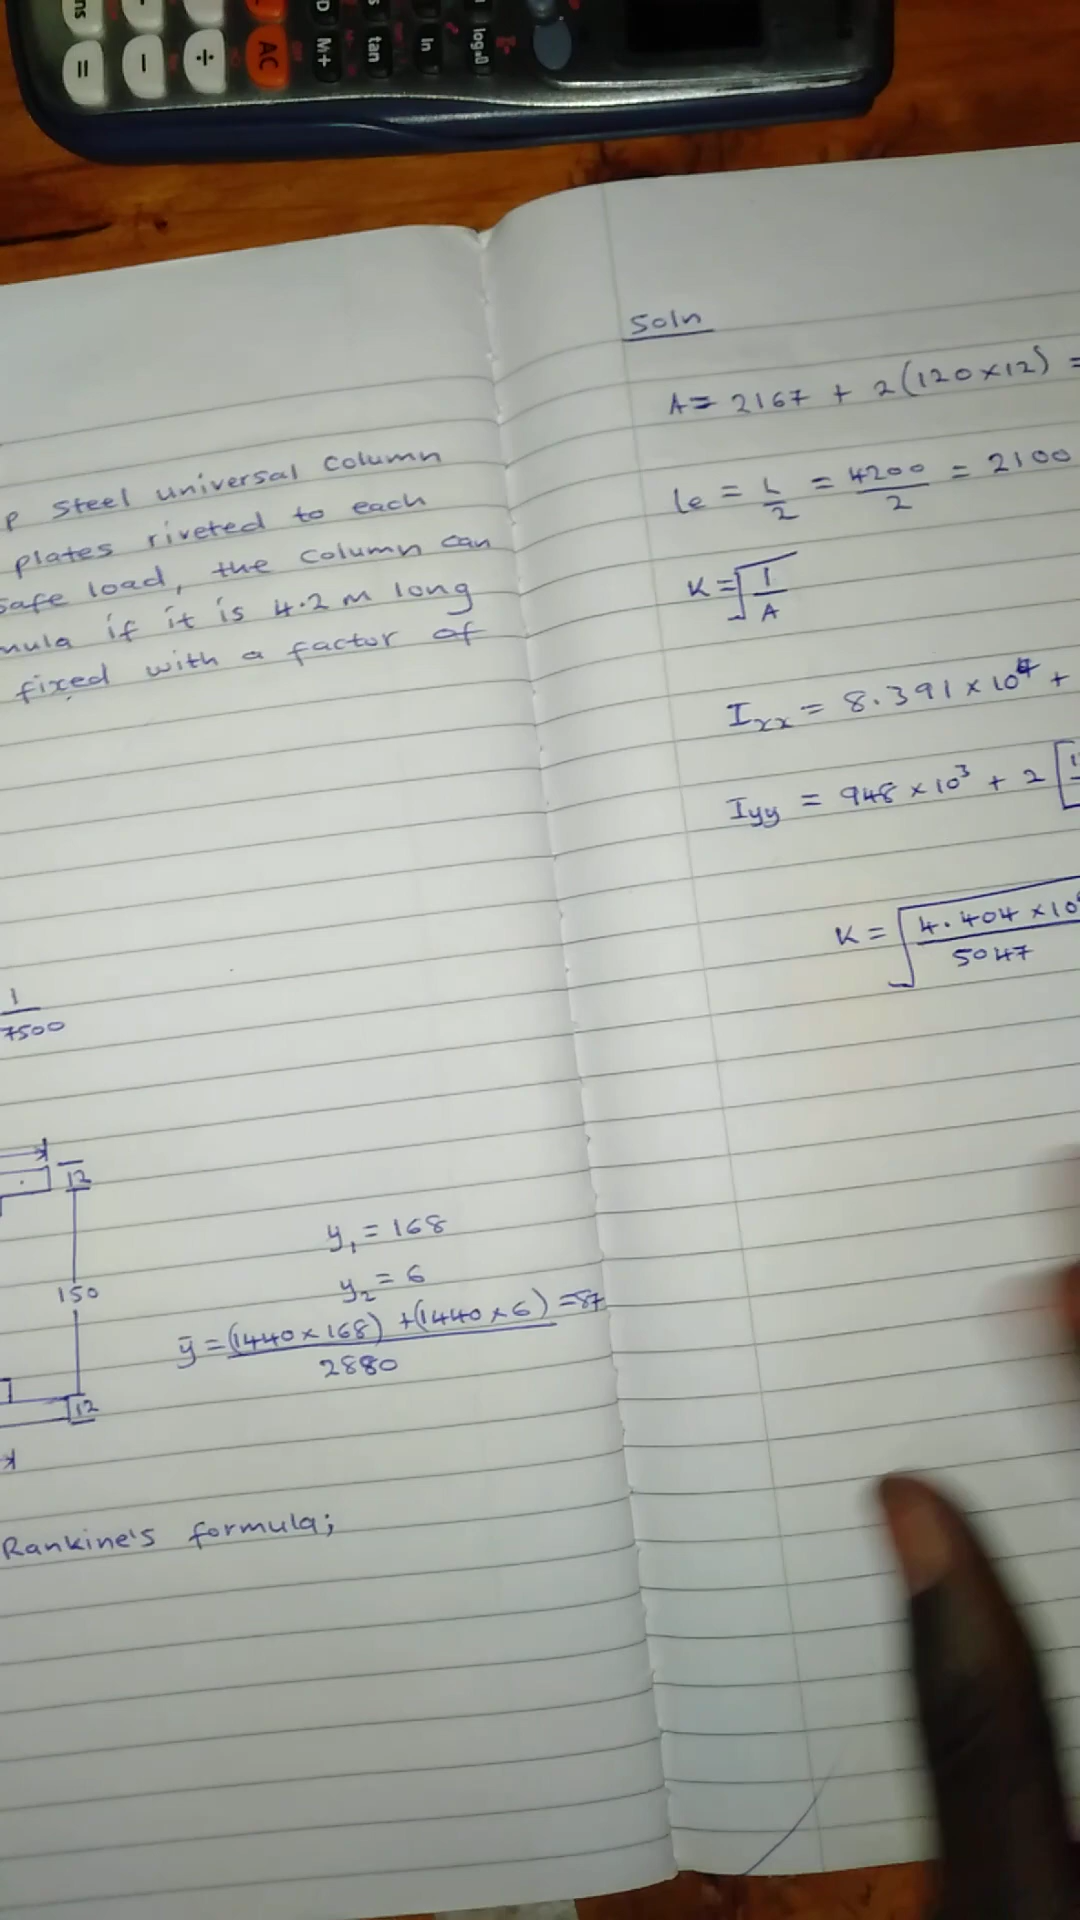 ns
= - ÷ AC M+ tan ln log
P steel universal column
plates riveted to each
safe load, the column can
mula if it is 4.2 m long
fixed with a factor of
1
7500
12
150
12
y₁ = 168
y₂ = 6
ȳ = (1440 × 168) + (1440 × 6) = 87
2880
Rankine's formula;
Soln
A = 2167 + 2(120×12) =
le = L/2 = 4200/2 = 2100
K = √(I/A)
Ixx = 8.391 × 10⁴ +
Iyy = 948 × 10³ + 2 [
K = √(4.404 × 10
5047